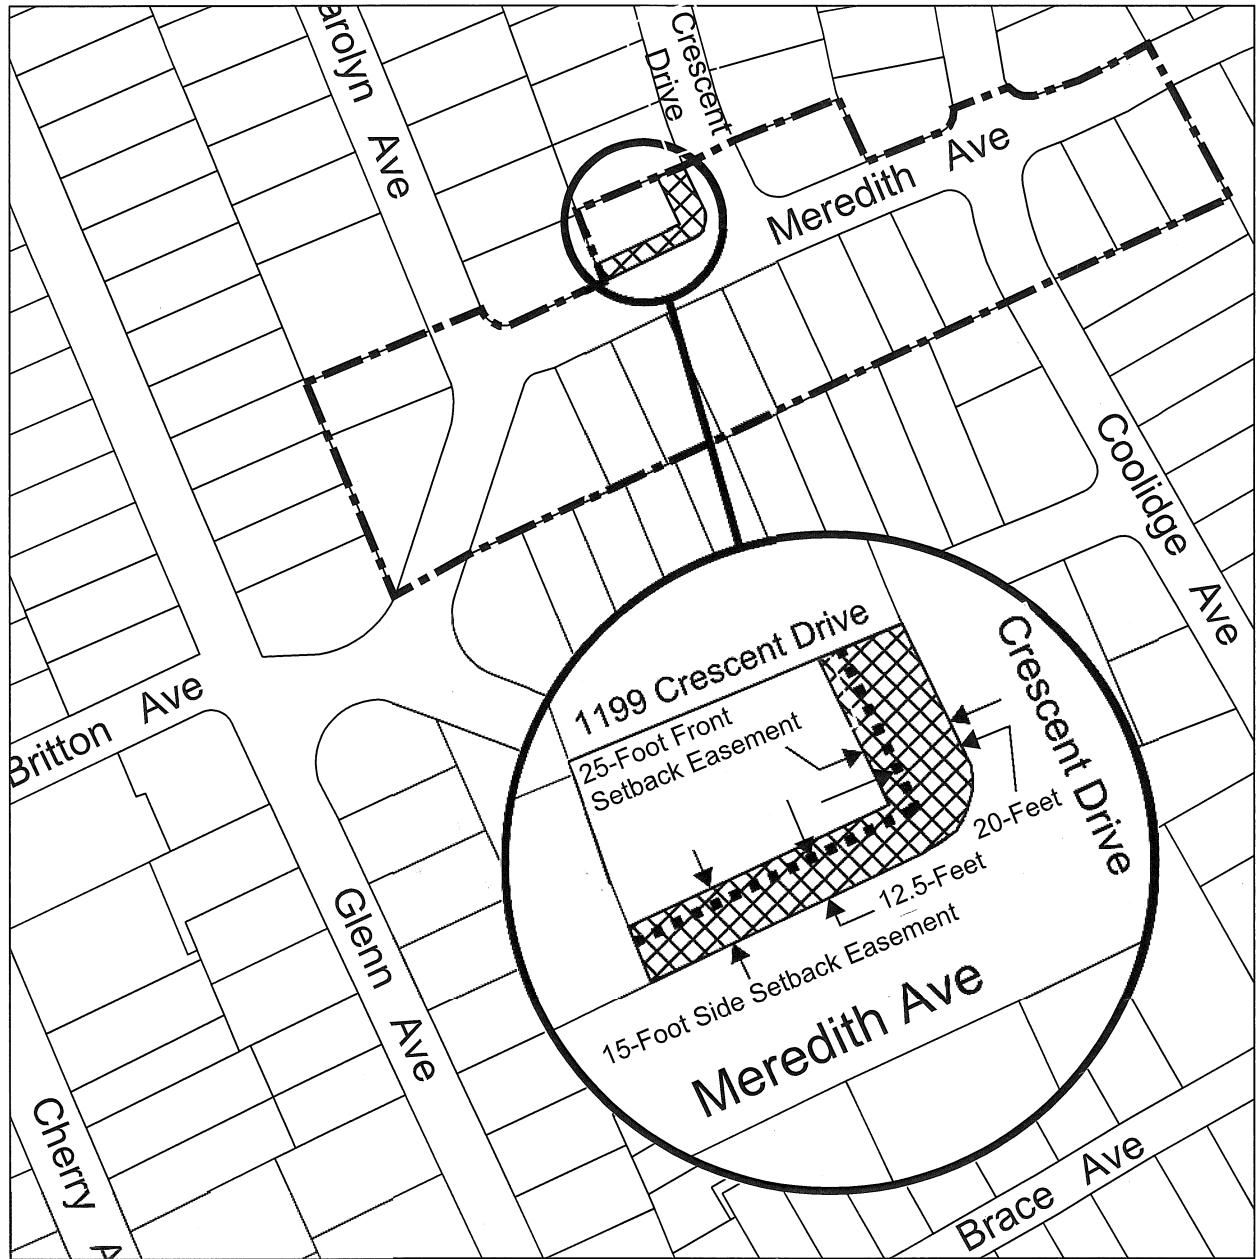 arolyn Ave
Crescent
Drive
Meredith Ave
Coolidge Ave
Britton Ave
1199 Crescent Drive
25-Foot Front
Setback Easement
Crescent Drive
20-Feet
12.5-Feet
15-Foot Side Setback Easement
Meredith Ave
Glenn Ave
Cherry A
Brace Ave